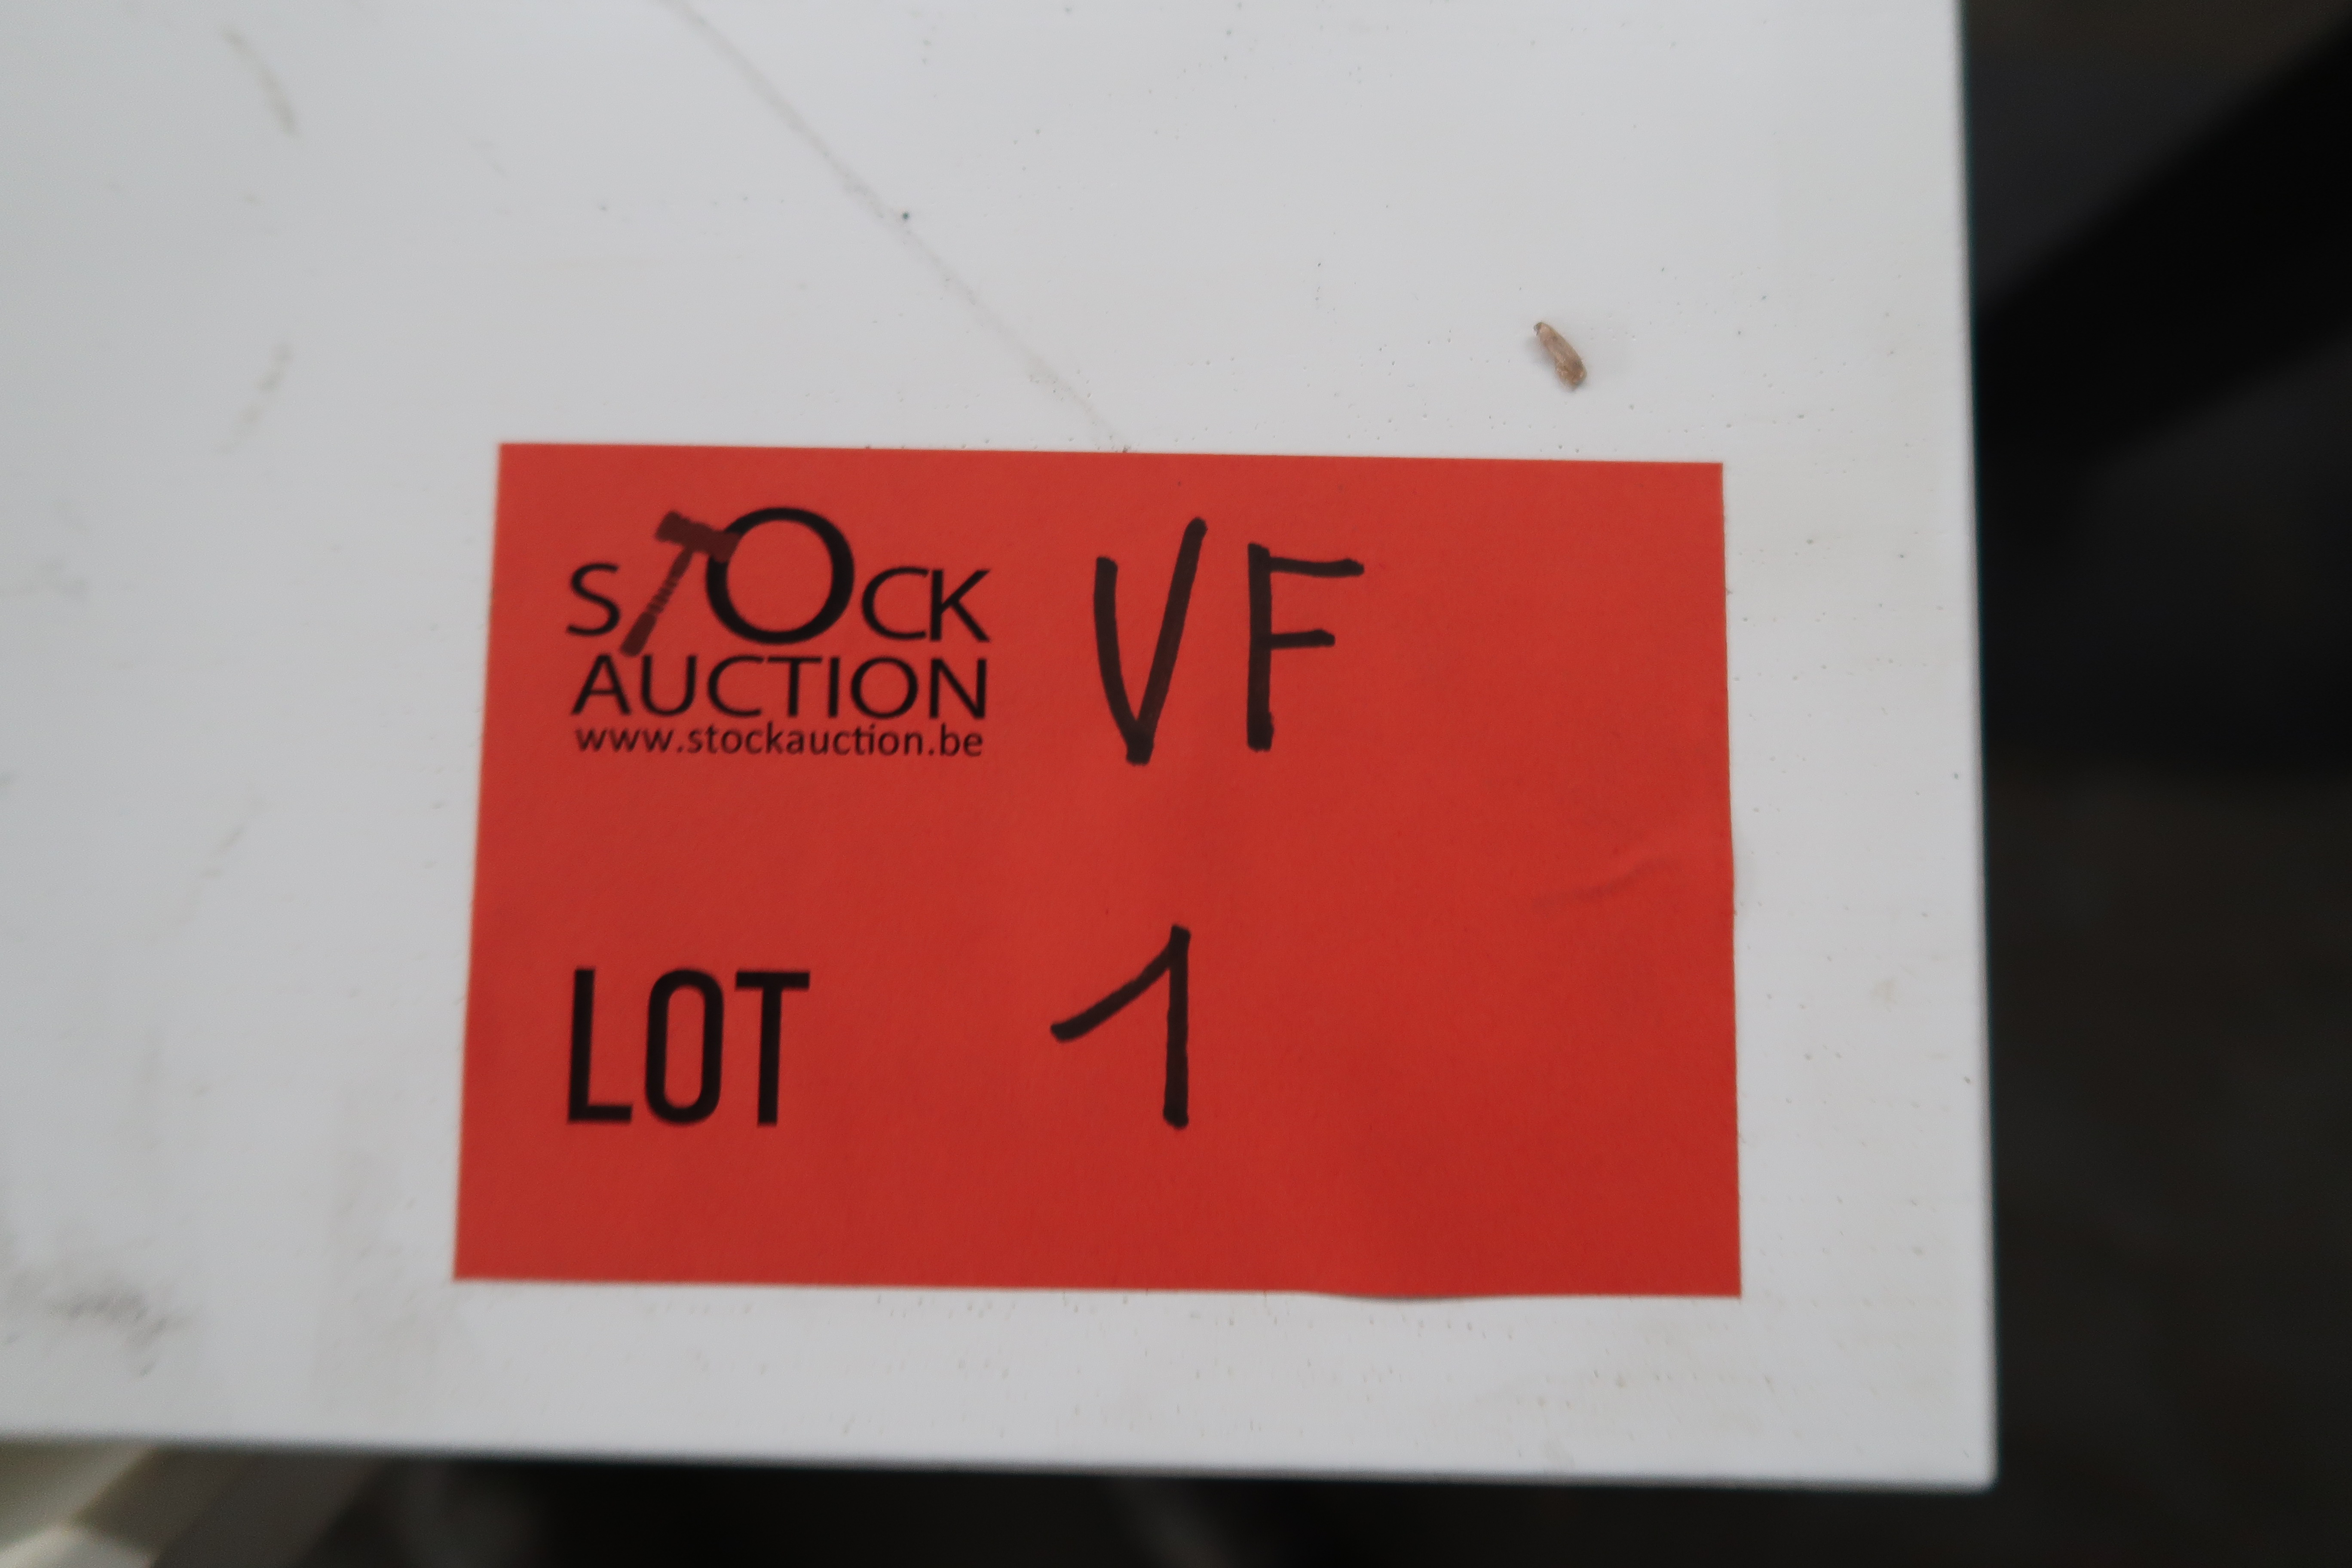 STOCK VF
AUCTION
www.stockauction.be
LOT 1